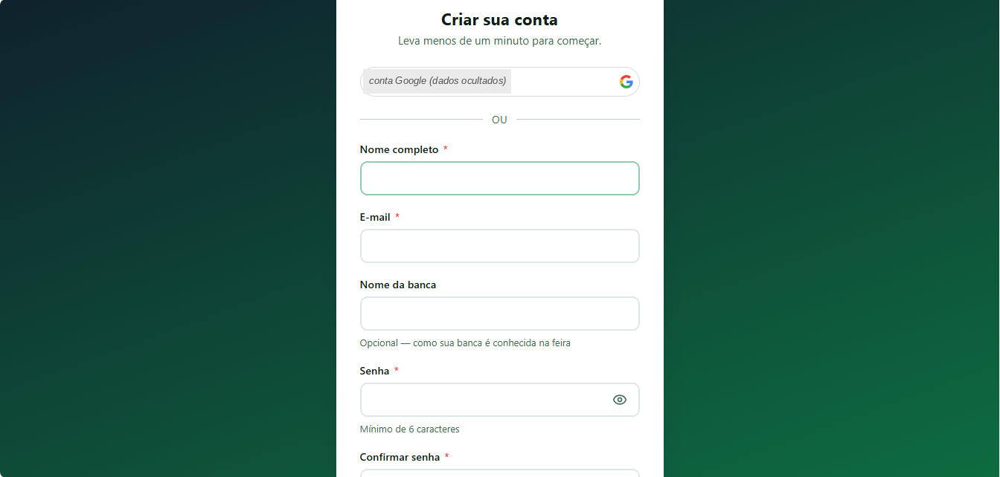 Criar sua conta
Leva menos de um minuto para começar.
conta Google (dados ocultados)
OU
Nome completo *
E-mail *
Nome da banca
Opcional — como sua banca é conhecida na feira
Senha *
Mínimo de 6 caracteres
Confirmar senha *